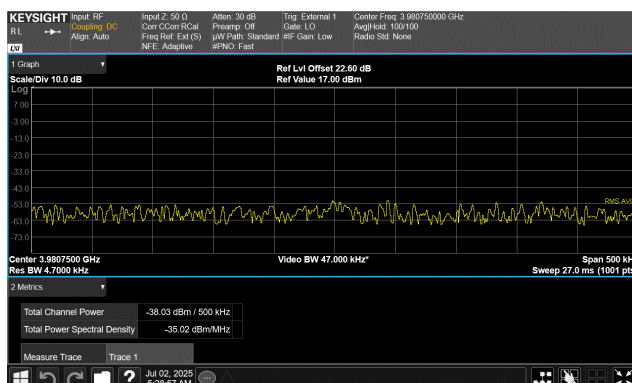 KEYSIGHT Input: RF Input Z: 50 Ω Atten: 30 dB Trig: External 1 Center Freq: 3.980750000 GHz
R L Coupling: DC Corr CCorr RCal Preamp: Off Gate: LO Avg|Hold: 100/100
Align: Auto Freq Ref: Ext (S) µW Path: Standard #IF Gain: Low Radio Std: None
NFE: Adaptive #PNO: Fast
LXI
1 Graph Ref Lvl Offset 22.60 dB
Scale/Div 10.0 dB Ref Value 17.00 dBm
Log
7.00
-3.00
-13.0
-23.0
-33.0
-43.0
-53.0 RMS AVG
-63.0
-73.0
Center 3.9807500 GHz Video BW 47.000 kHz* Span 500 kH
Res BW 4.7000 kHz Sweep 27.0 ms (1001 pts
2 Metrics
Total Channel Power -38.03 dBm / 500 kHz
Total Power Spectral Density -35.02 dBm/MHz
Measure Trace Trace 1
? Jul 02, 2025
5:28:57 AM